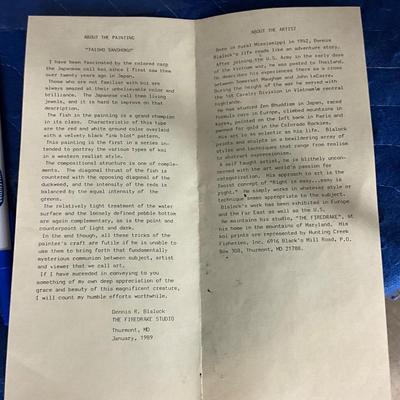 ABOUT THE PAINTING
"TAISHO SANSHOKU"
I have been fascinated by the colored carp
the Japanese call koi since I first saw them
over twenty years ago in Japan.
Those who are not familiar with koi are
always amazed at their unbelievable color and
brilliance. The Japanese call them living
jewels, and it is hard to improve on that
description.
The fish in the painting is a grand champion
in its class. Characteristic of this type
are the red and white ground color overlaid
with a velvety black "ink blot" pattern.
This painting is the first in a series in-
tended to portray the various types of koi
in a western realist style.
The compositional structure is one of comple-
ments. The diagonal thrust of the fish is
countered with the opposing diagonal of the
duckweed, and the intensity of the reds is
balanced by the equal intensity of the
greens.
The relatively tight treatment of the water
surface and the loosely defined pebble bottom
are again complementary, as is the point and
counterpoint of light and dark.
In the end though, all these tricks of the
painter's craft are futile if he is unable to
use them to bring forth that fundamentally
mysterious communion between subject, artist
and viewer that we call art.
If I have succeeded in conveying to you
something of my own deep appreciation of the
grace and beauty of this magnificent creature,
I will count my humble efforts worthwhile.
Dennis R. Blalock
THE FIREDRAKE STUDIO
Thurmont, MD
January, 1989
ABOUT THE ARTIST
Born in rural Mississippi in 1942, Dennis
Blalock's life reads like an adventure story.
After joining the U.S. Army in the early days
of the Vietnam war, he was posted to Thailand.
He describes his experiences there as a cross
between Somerset Maugham and John LeCarre.
During the height of the war he served with
the 1st Cavalry Division in Vietnam's central
highlands.
He has studied Zen Bhuddism in Japan, raced
Formula cars in Europe, climbed mountains in
Korea, painted on the left bank in Paris and
panned for gold in the Colorado Rockies.
His art is as eclectic as his life. Blalock
paints and sculpts in a bewildering array of
styles and techniques that range from realism
to abstract expressionism.
A self taught artist, he is blithely uncon-
cerned with the art world's passion for
categorization. His approach to art is the
Taoist concept of "Right is easy...easy is
right." He simply works in whatever style or
technique seems appropriate to the subject.
Blalock's work has been exhibited in Europe
and the Far East as well as the U.S.
He maintains his studio, "THE FIREDRAKE", at
his home in the mountains of Maryland. His
koi prints are represented by Hunting Creek
Fisheries, Inc. 6916 Black's Mill Road, P.O.
Box 308, Thurmont, MD 21788.